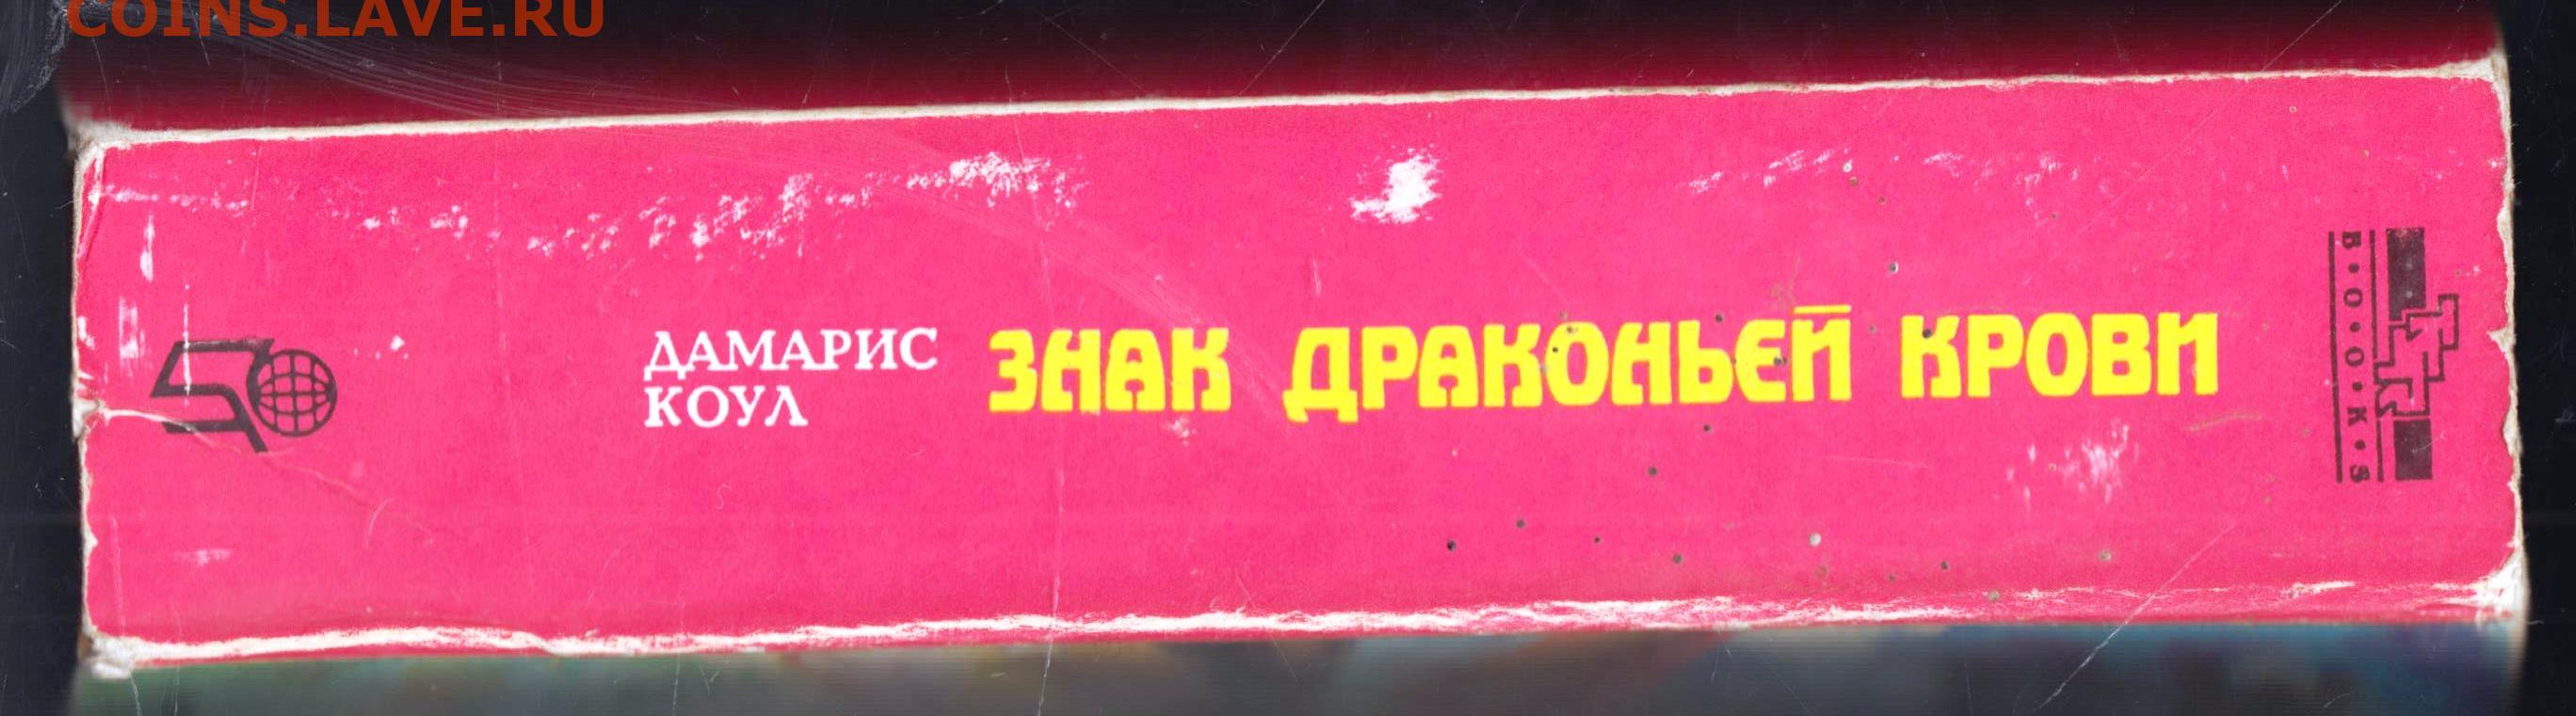 COINS.LAVE.RU
ДАМАРИС
КОУЛ
ЗНАК ДРАКОНЬЕЙ КРОВИ
B•O•O•K•S